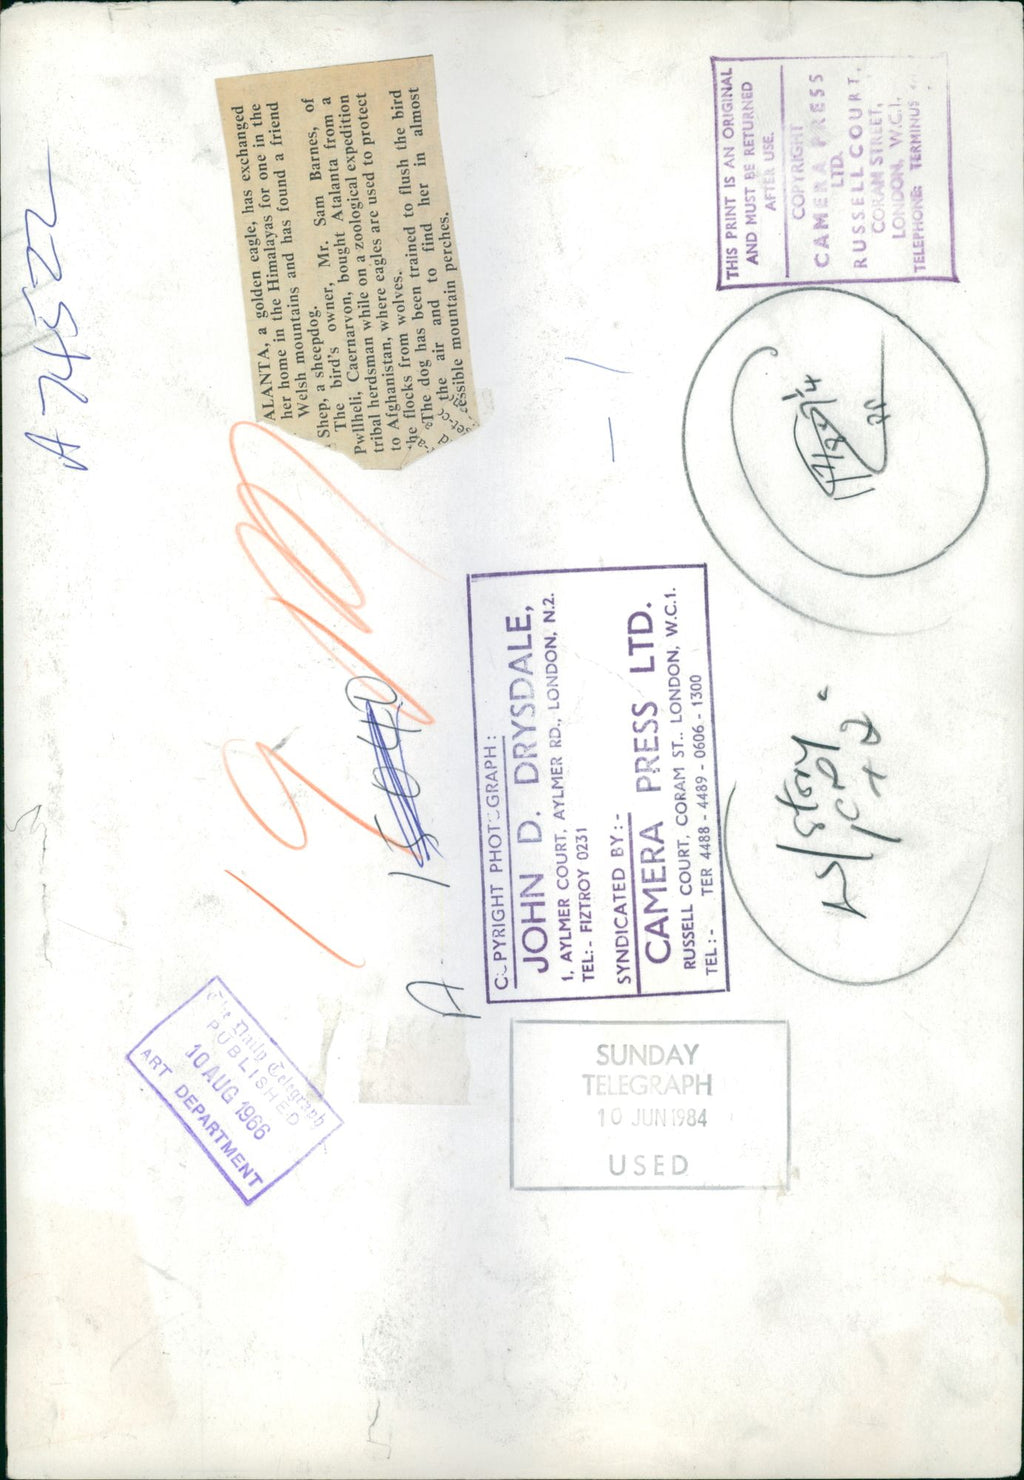 A 74522
ALANTA, a golden eagle, has exchanged
her home in the Himalayas for one in the
Welsh mountains and has found a friend
Shep, a sheepdog.
The bird's owner, Mr. Sam Barnes, of
Pwllheli, Caernarvon, bought Atalanta from a
tribal herdsman while on a zoological expedition
to Afghanistan, where eagles are used to protect
he flocks from wolves.
The dog has been trained to flush the bird
the air and to find her in almost
essible mountain perches.
THIS PRINT IS AN ORIGINAL
AND MUST BE RETURNED
AFTER USE.
COPYRIGHT
CAMERA PRESS
LTD.
RUSSELL COURT,
CORAM STREET,
LONDON, W.C.1.
TELEPHONE: TERMINUS
COPYRIGHT PHOTOGRAPH:
JOHN D. DRYSDALE,
1, AYLMER COURT, AYLMER RD., LONDON, N.2.
TEL:- FIZTROY 0231
SYNDICATED BY:-
CAMERA PRESS LTD.
RUSSELL COURT, CORAM ST., LONDON, W.C.1.
TEL:- TER 4488 - 4489 - 0606 - 1300
The Daily Telegraph
PUBLISHED
10 AUG 1966
ART DEPARTMENT
SUNDAY
TELEGRAPH
10 JUN 1984
USED